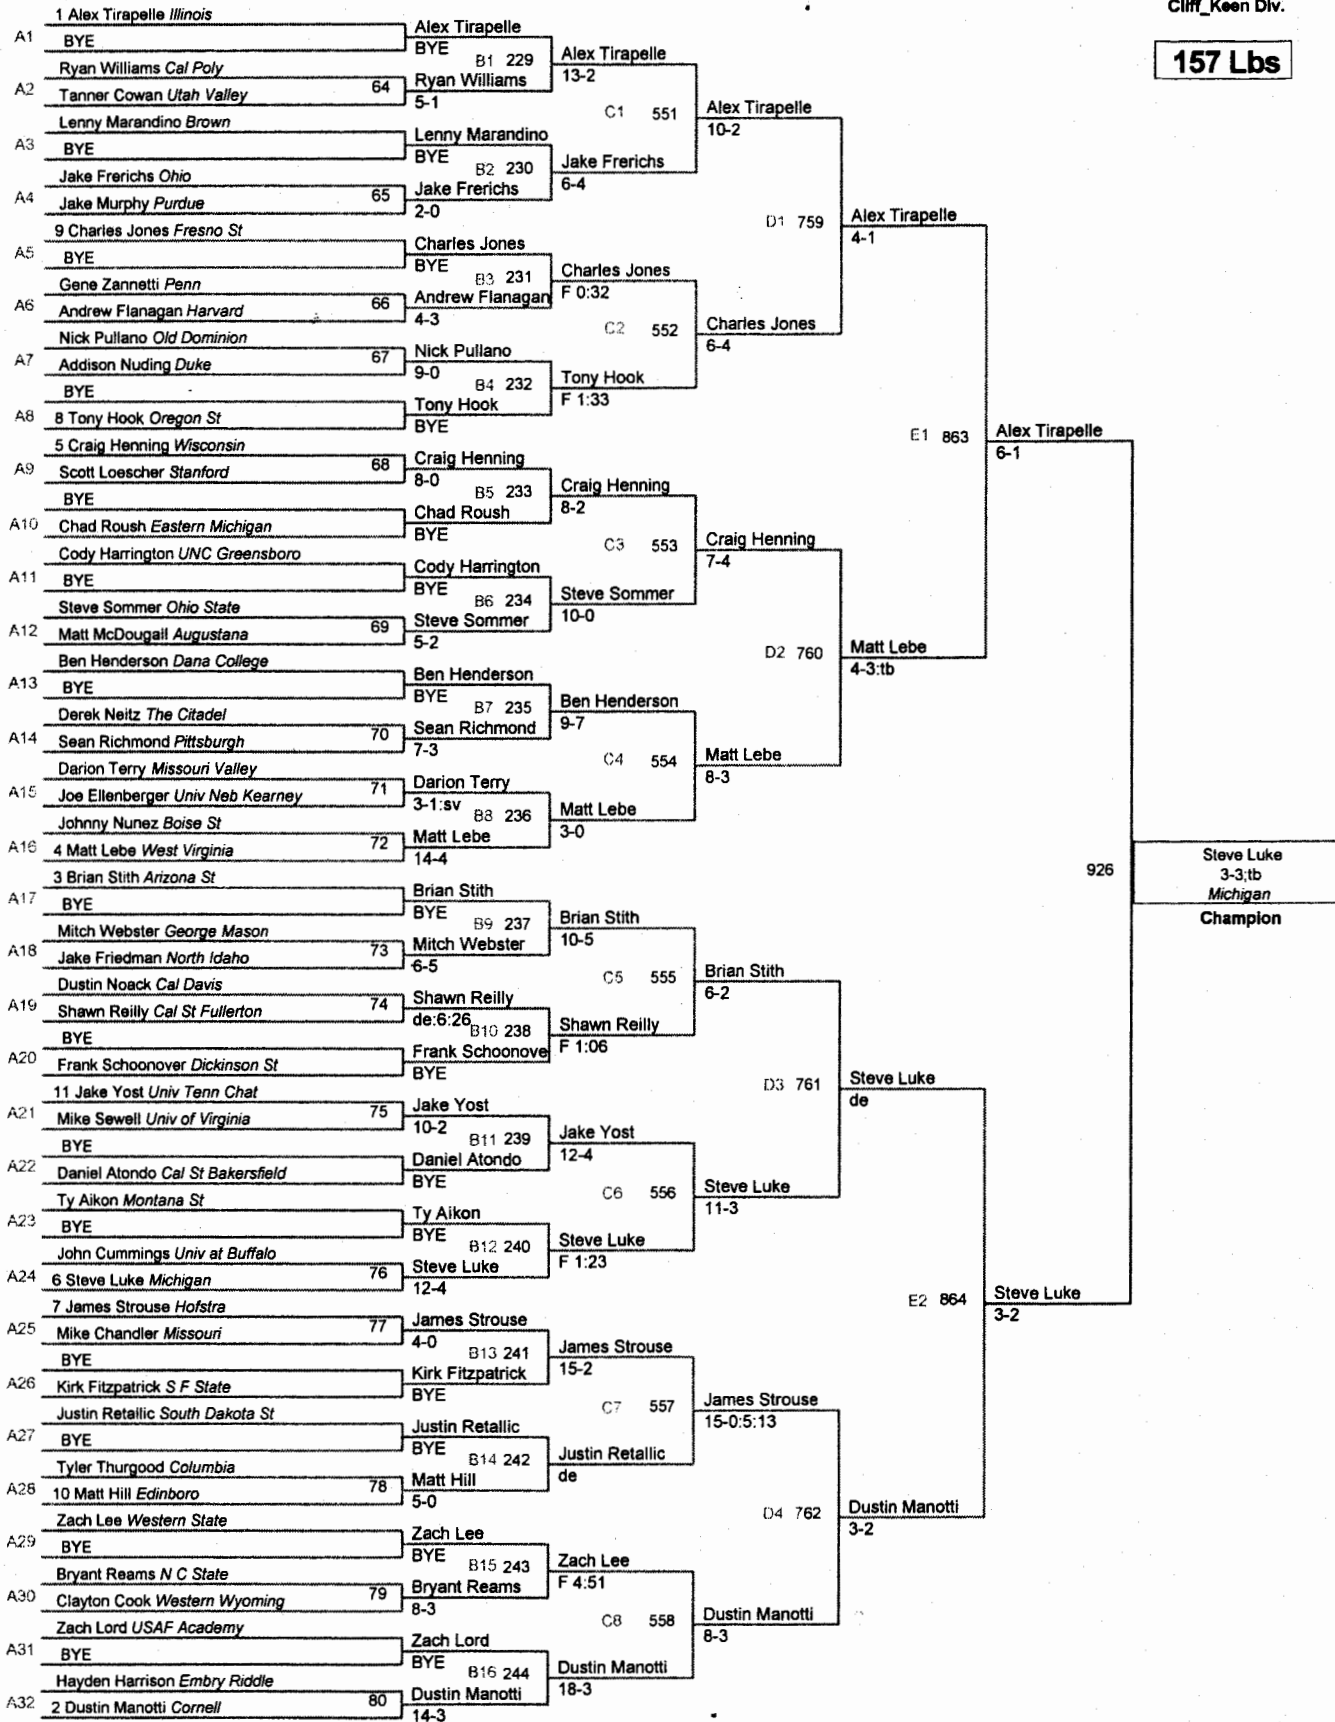 Cliff_Keen Div.
157 Lbs
1 Alex Tirapelle Illinois
A1
BYE
Alex Tirapelle
BYE
B1 229
Ryan Williams Cal Poly
A2
64
Tanner Cowan Utah Valley
Ryan Williams
5-1
Alex Tirapelle
13-2
Lenny Marandino Brown
A3
BYE
Lenny Marandino
BYE
B2 230
Jake Frerichs Ohio
A4
65
Jake Murphy Purdue
Jake Frerichs
2-0
Jake Frerichs
6-4
C1 551
Alex Tirapelle
10-2
9 Charles Jones Fresno St
A5
BYE
Charles Jones
BYE
B3 231
Gene Zannetti Penn
A6
66
Andrew Flanagan Harvard
Andrew Flanagan
4-3
Charles Jones
F 0:32
Nick Pullano Old Dominion
A7
67
Addison Nuding Duke
Nick Pullano
9-0
B4 232
BYE
A8
8 Tony Hook Oregon St
Tony Hook
BYE
Tony Hook
F 1:33
C2 552
Charles Jones
6-4
D1 759
Alex Tirapelle
4-1
5 Craig Henning Wisconsin
A9
68
Scott Loescher Stanford
Craig Henning
8-0
B5 233
BYE
A10
Chad Roush Eastern Michigan
Chad Roush
BYE
Craig Henning
8-2
Cody Harrington UNC Greensboro
A11
BYE
Cody Harrington
BYE
B6 234
Steve Sommer Ohio State
A12
69
Matt McDougall Augustana
Steve Sommer
5-2
Steve Sommer
10-0
C3 553
Craig Henning
7-4
Ben Henderson Dana College
A13
BYE
Ben Henderson
BYE
B7 235
Derek Neitz The Citadel
A14
70
Sean Richmond Pittsburgh
Sean Richmond
7-3
Ben Henderson
9-7
Darion Terry Missouri Valley
A15
71
Joe Ellenberger Univ Neb Kearney
Darion Terry
3-1:sv
B8 236
Johnny Nunez Boise St
A16
72
4 Matt Lebe West Virginia
Matt Lebe
14-4
Matt Lebe
3-0
C4 554
Matt Lebe
8-3
D2 760
Matt Lebe
4-3:tb
E1 863
Alex Tirapelle
6-1
3 Brian Stith Arizona St
A17
BYE
Brian Stith
BYE
B9 237
Mitch Webster George Mason
A18
73
Jake Friedman North Idaho
Mitch Webster
6-5
Brian Stith
10-5
Dustin Noack Cal Davis
A19
74
Shawn Reilly Cal St Fullerton
Shawn Reilly
de:6:26
B10 238
BYE
A20
Frank Schoonover Dickinson St
Frank Schoonove
BYE
Shawn Reilly
F 1:06
C5 555
Brian Stith
6-2
11 Jake Yost Univ Tenn Chat
A21
75
Mike Sewell Univ of Virginia
Jake Yost
10-2
B11 239
BYE
A22
Daniel Atondo Cal St Bakersfield
Daniel Atondo
BYE
Jake Yost
12-4
Ty Aikon Montana St
A23
BYE
Ty Aikon
BYE
B12 240
John Cummings Univ at Buffalo
A24
76
6 Steve Luke Michigan
Steve Luke
12-4
Steve Luke
F 1:23
C6 556
Steve Luke
11-3
D3 761
Steve Luke
de
7 James Strouse Hofstra
A25
77
Mike Chandler Missouri
James Strouse
4-0
B13 241
BYE
A26
Kirk Fitzpatrick S F State
Kirk Fitzpatrick
BYE
James Strouse
15-2
Justin Retallic South Dakota St
A27
BYE
Justin Retallic
BYE
B14 242
Tyler Thurgood Columbia
A28
78
10 Matt Hill Edinboro
Matt Hill
5-0
Justin Retallic
de
C7 557
James Strouse
15-0:5:13
Zach Lee Western State
A29
BYE
Zach Lee
BYE
B15 243
Bryant Reams N C State
A30
79
Clayton Cook Western Wyoming
Bryant Reams
8-3
Zach Lee
F 4:51
Zach Lord USAF Academy
A31
BYE
Zach Lord
BYE
B16 244
Hayden Harrison Embry Riddle
A32
80
2 Dustin Manotti Cornell
Dustin Manotti
14-3
Dustin Manotti
18-3
C8 558
Dustin Manotti
8-3
D4 762
Dustin Manotti
3-2
E2 864
Steve Luke
3-2
926
Steve Luke
3-3;tb
Michigan
Champion